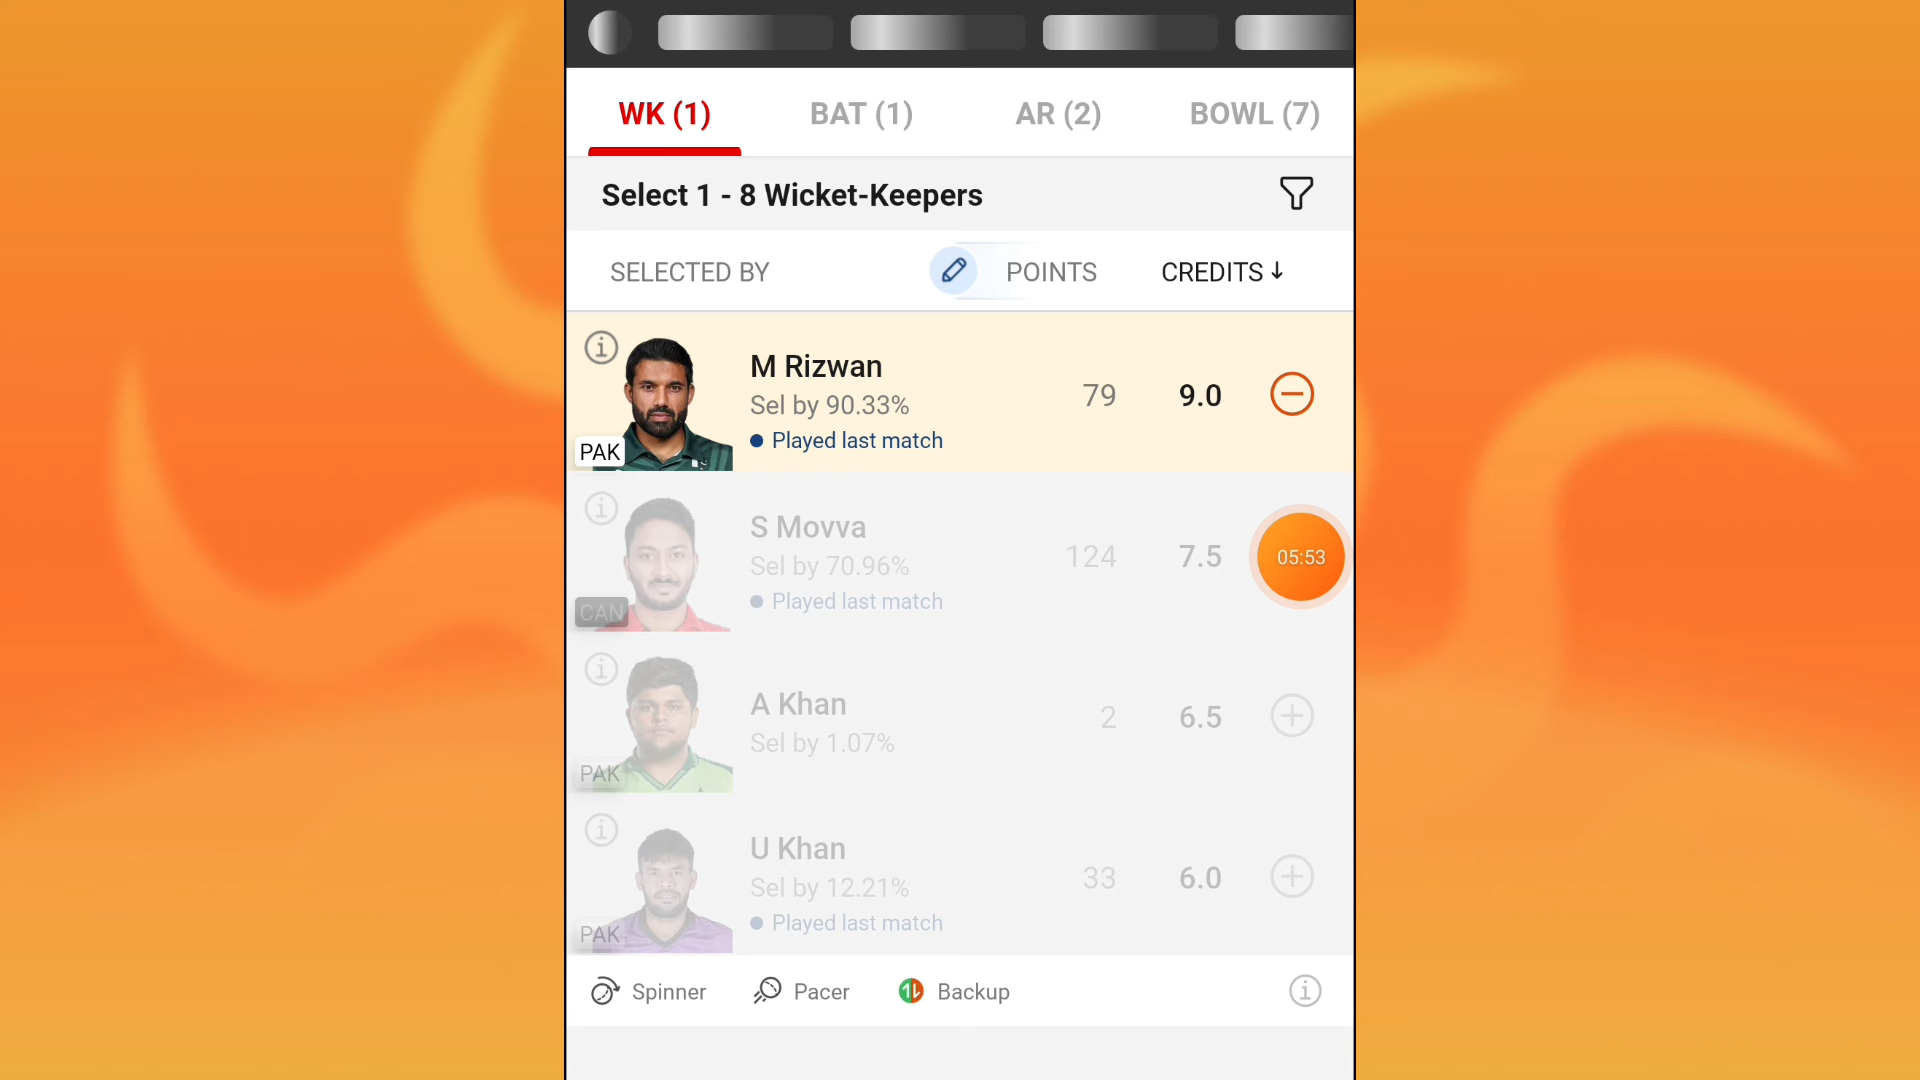 WK (1) BAT (1) AR (2) BOWL (7)
Select 1 - 8 Wicket-Keepers
SELECTED BY POINTS CREDITS ↓
M Rizwan
Sel by 90.33% 79 9.0
Played last match
PAK
S Movva
Sel by 70.96% 124 7.5 05:53
Played last match
CAN
A Khan
Sel by 1.07% 2 6.5
PAK
U Khan
Sel by 12.21% 33 6.0
Played last match
PAK
Spinner Pacer Backup